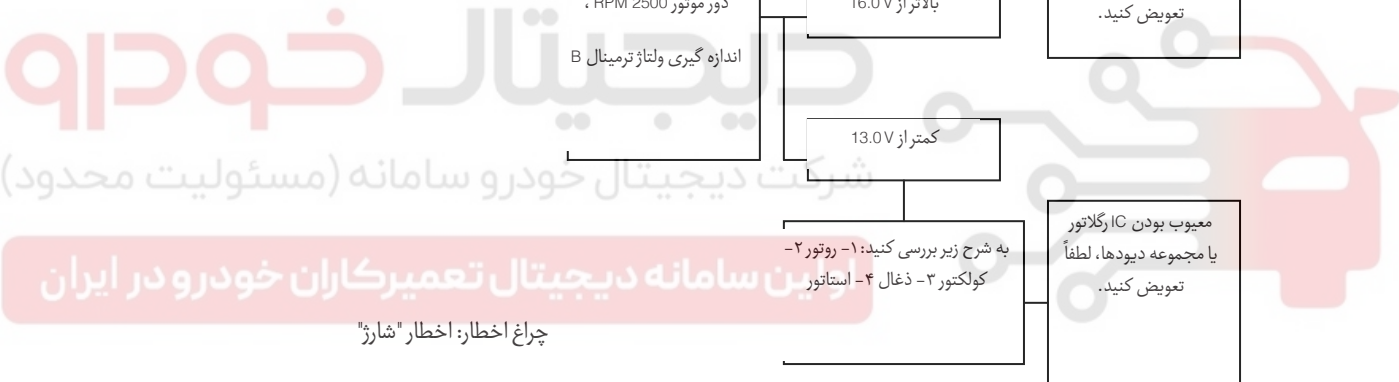 دور موتور 2500 RPM ،
اندازه گیری ولتاژ ترمینال B
بالاتر از 16.0 V
تعویض کنید.
کمتر از 13.0 V
به شرح زیر بررسی کنید: ۱- روتور ۲-
کولکتور ۳- ذغال ۴- استاتور
معیوب بودن IC رگلاتور
یا مجموعه دیودها، لطفاً
تعویض کنید.
چراغ اخطار: اخطار "شارژ"
دیجیتال خودرو
شرکت دیجیتال خودرو سامانه (مسئولیت محدود)
اولین سامانه دیجیتال تعمیرکاران خودرو در ایران